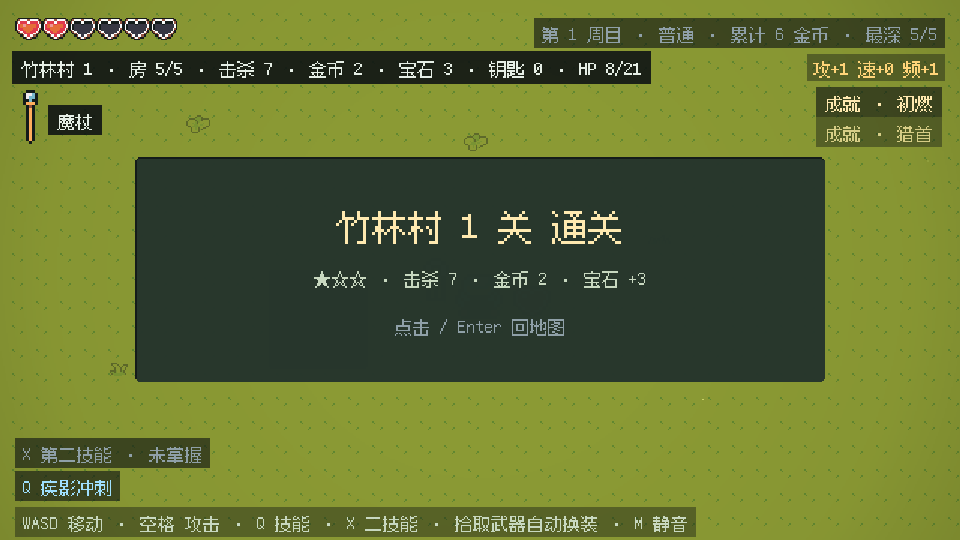 第 1 周目 · 普通 · 累计 6 金币 · 最深 5/5
竹林村 1 · 房 5/5 · 击杀 7 · 金币 2 · 宝石 3 · 钥匙 0 · HP 8/21
攻+1 速+0 频+1
成就 · 初燃
魔杖
成就 · 猎首
竹林村 1 关 通关
★☆☆ · 击杀 7 · 金币 2 · 宝石 +3
点击 / Enter 回地图
X 第二技能 · 未掌握
Q 疾影冲刺
WASD 移动 · 空格 攻击 · Q 技能 · X 二技能 · 拾取武器自动换装 · M 静音